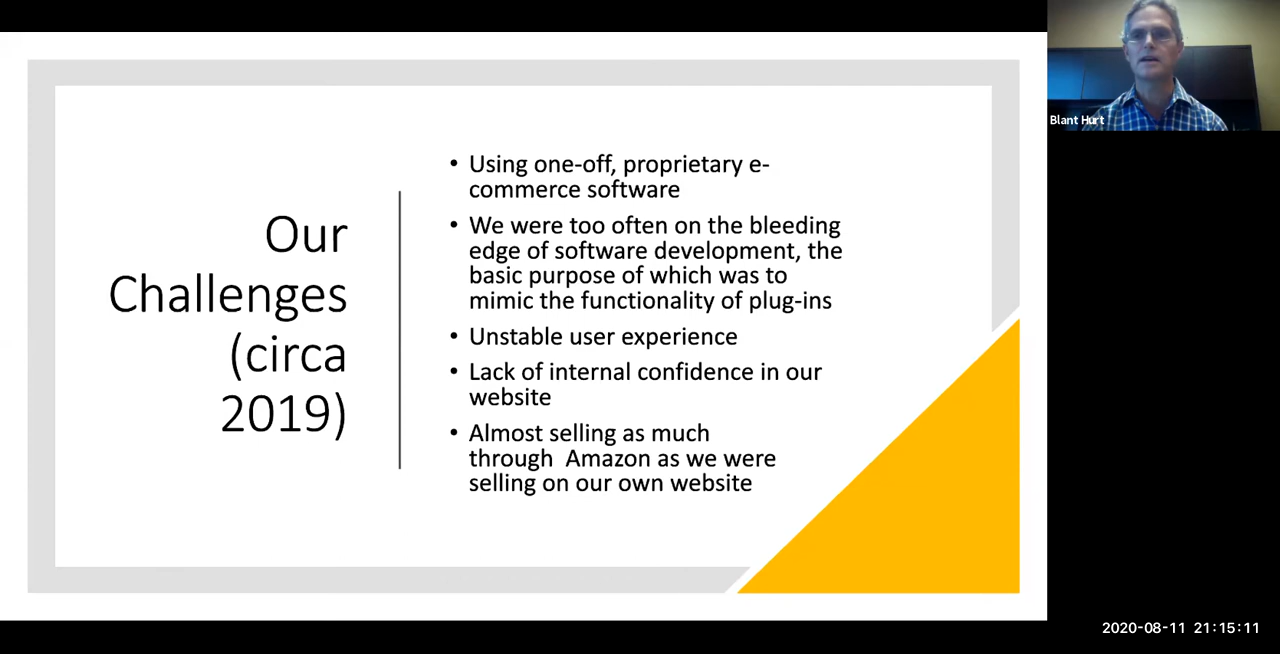 Our
Challenges
(circa
2019)
• Using one-off, proprietary e-
commerce software
• We were too often on the bleeding
edge of software development, the
basic purpose of which was to
mimic the functionality of plug-ins
• Unstable user experience
• Lack of internal confidence in our
website
• Almost selling as much
through  Amazon as we were
selling on our own website
Blant Hurt
2020-08-11 21:15:11